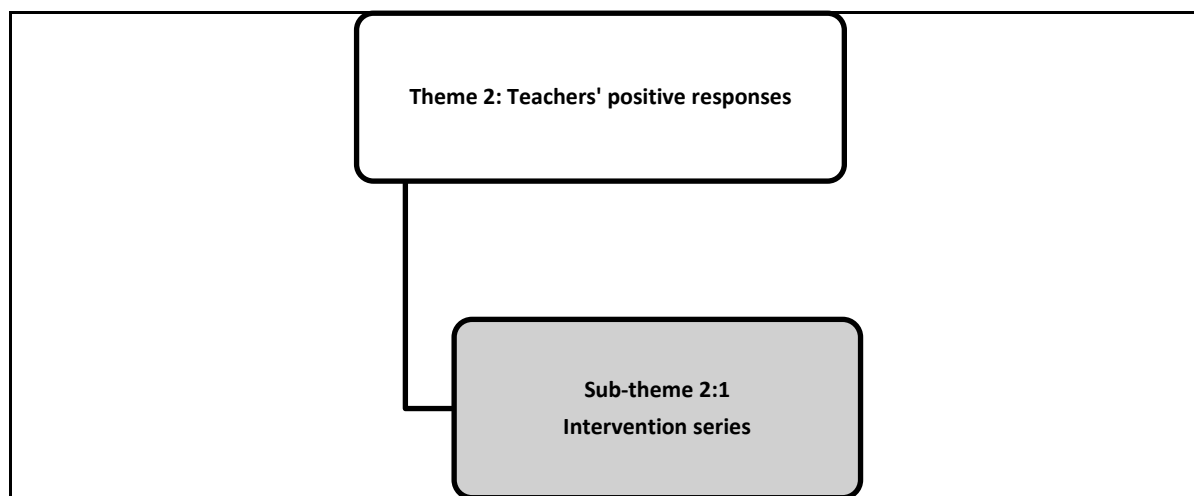 Theme 2: Teachers' positive responses
Sub-theme 2:1
Intervention series